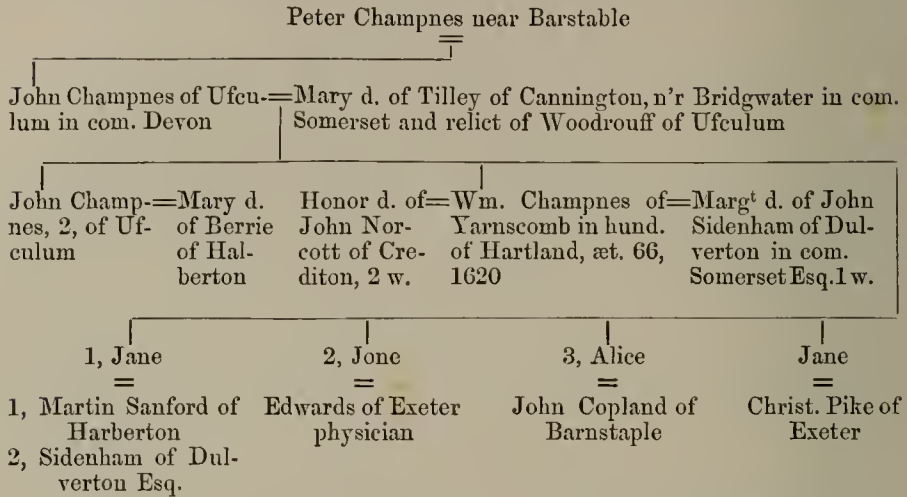 Peter Champnes near Barstable
=
John Champnes of Ufcu-=Mary d. of Tilley of Cannington, n'r Bridgwater in com.
lum in com. Devon Somerset and relict of Woodrouff of Ufculum
John Champ-=Mary d. Honor d. of=Wm. Champnes of=Margᵗ d. of John
nes, 2, of Uf- of Berrie John Nor- Yarnscomb in hund. Sidenham of Dul-
culum of Hal- cott of Cre- of Hartland, æt. 66, verton in com.
berton diton, 2 w. 1620 Somerset Esq. 1 w.
1, Jane 2, Jone 3, Alice Jane
= = = =
1, Martin Sanford of Edwards of Exeter John Copland of Christ. Pike of
Harberton physician Barnstaple Exeter
2, Sidenham of Dul-
verton Esq.